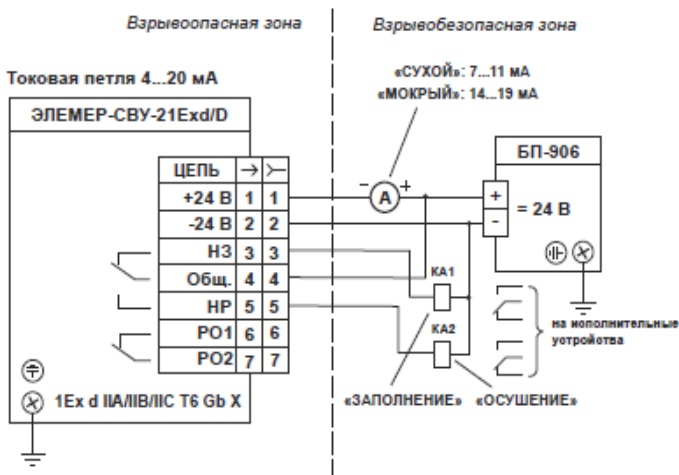 Взрывоопасная зона
Взрывобезопасная зона
Токовая петля 4...20 мА
«СУХОЙ»: 7...11 мА
«МОКРЫЙ»: 14...19 мА
ЭЛЕМЕР-СВУ-21Exd/D
БП-906
ЦЕПЬ
+24 В 1 1
-24 В 2 2
НЗ 3 3
Общ. 4 4
НР 5 5
РО1 6 6
РО2 7 7
- А +
+
-
= 24 В
КА1
КА2
на исполнительные
устройства
1Ex d IIA/IIB/IIC T6 Gb X
«ЗАПОЛНЕНИЕ» «ОСУШЕНИЕ»